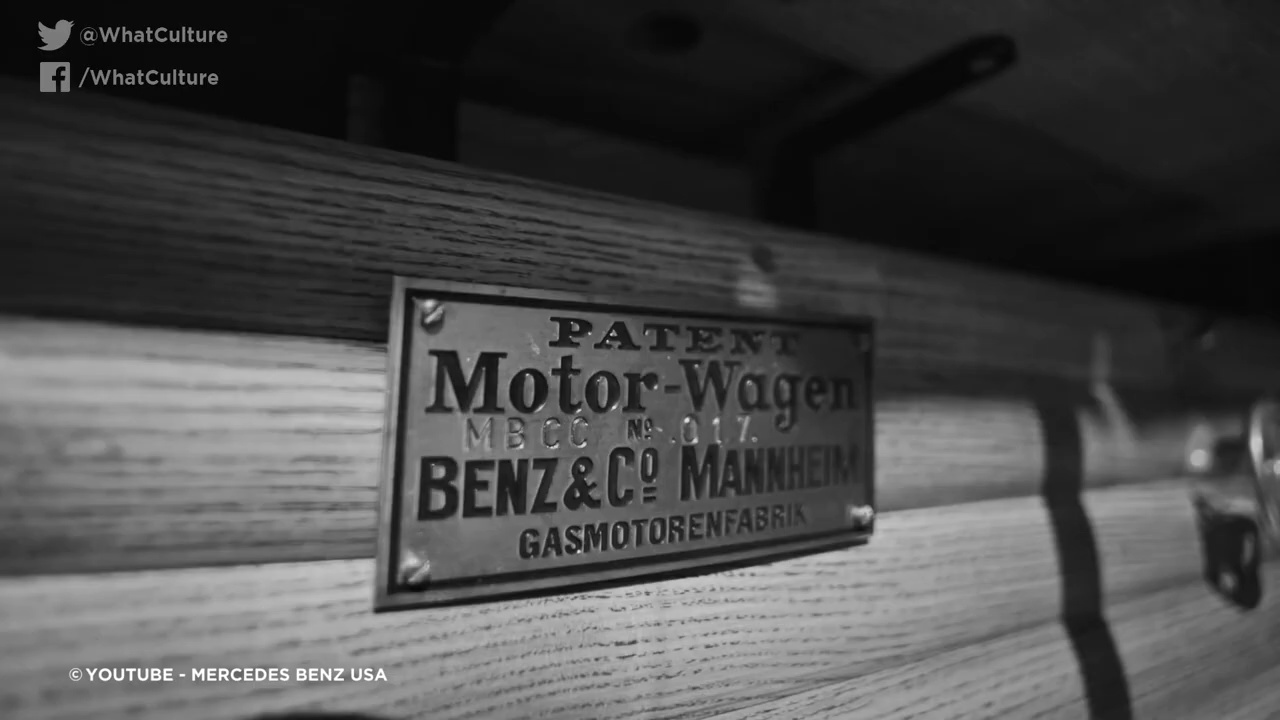 @WhatCulture
/WhatCulture
PATENT
Motor-Wagen
MBCC Nº .017.
BENZ & Cº MANNHEIM
GASMOTORENFABRIK
© YOUTUBE - MERCEDES BENZ USA